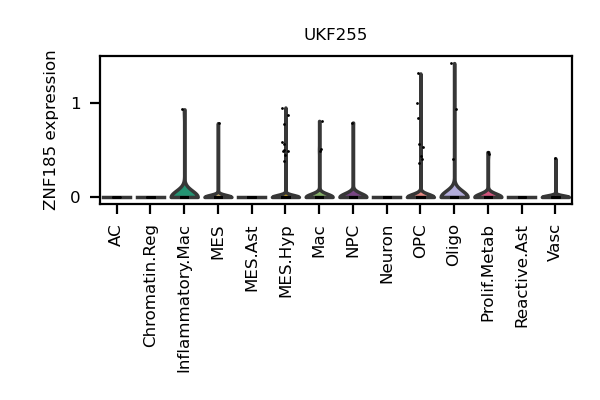 UKF255
ZNF185 expression
1
0
AC
Chromatin.Reg
Inflammatory.Mac
MES
MES.Ast
MES.Hyp
Mac
NPC
Neuron
OPC
Oligo
Prolif.Metab
Reactive.Ast
Vasc